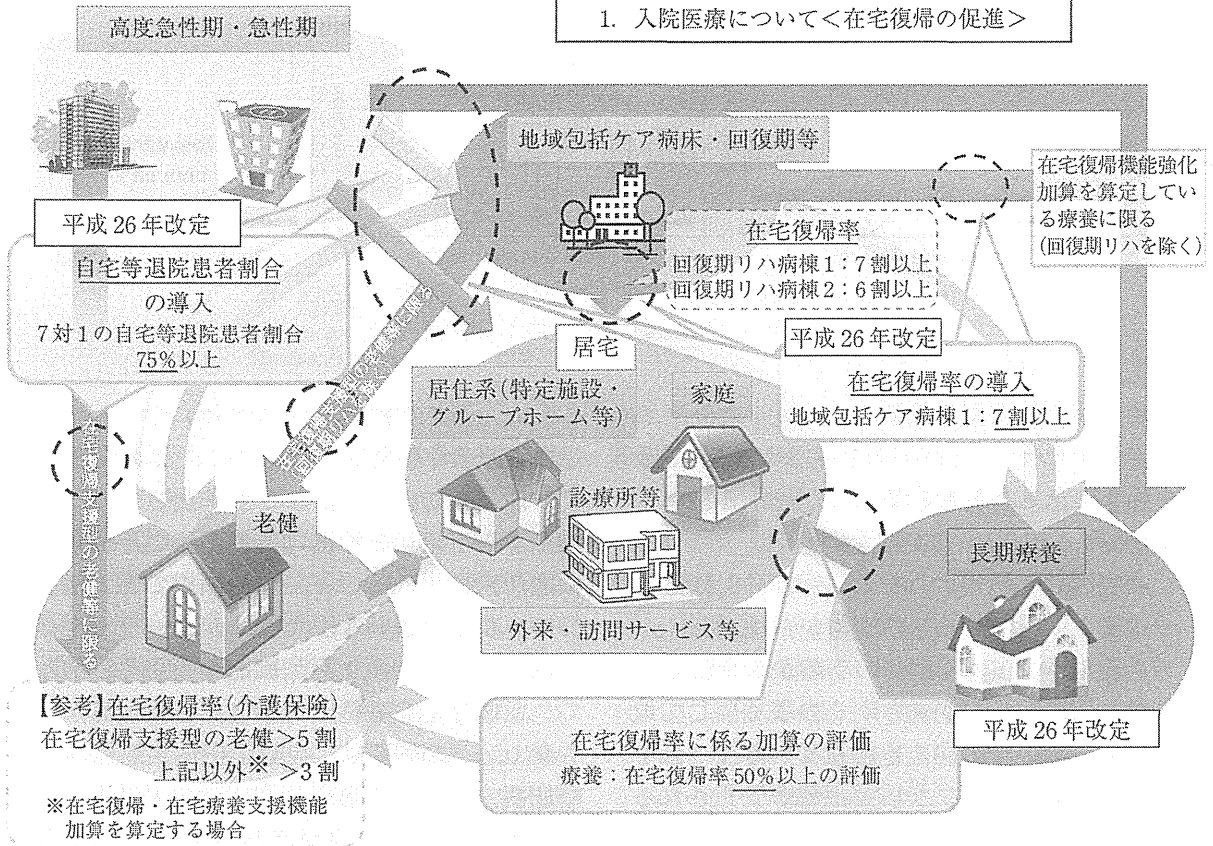 1. 入院医療について<在宅復帰の促進>
高度急性期・急性期
平成26年改定
自宅等退院患者割合
の導入
7対1の自宅等退院患者割合
75%以上
地域包括ケア病床・回復期等
在宅復帰率
回復期リハ病棟1:7割以上
回復期リハ病棟2:6割以上
在宅復帰機能強化
加算を算定してい
る療養に限る
(回復期リハを除く)
平成26年改定
在宅復帰率の導入
地域包括ケア病棟1:7割以上
居宅
居住系(特定施設・
グループホーム等)
家庭
診療所等
外来・訪問サービス等
在宅復帰支援型の老健等に限る
老健
【参考】在宅復帰率(介護保険)
在宅復帰支援型の老健>5割
上記以外※ >3割
※在宅復帰・在宅療養支援機能
加算を算定する場合
長期療養
平成26年改定
在宅復帰率に係る加算の評価
療養:在宅復帰率50%以上の評価